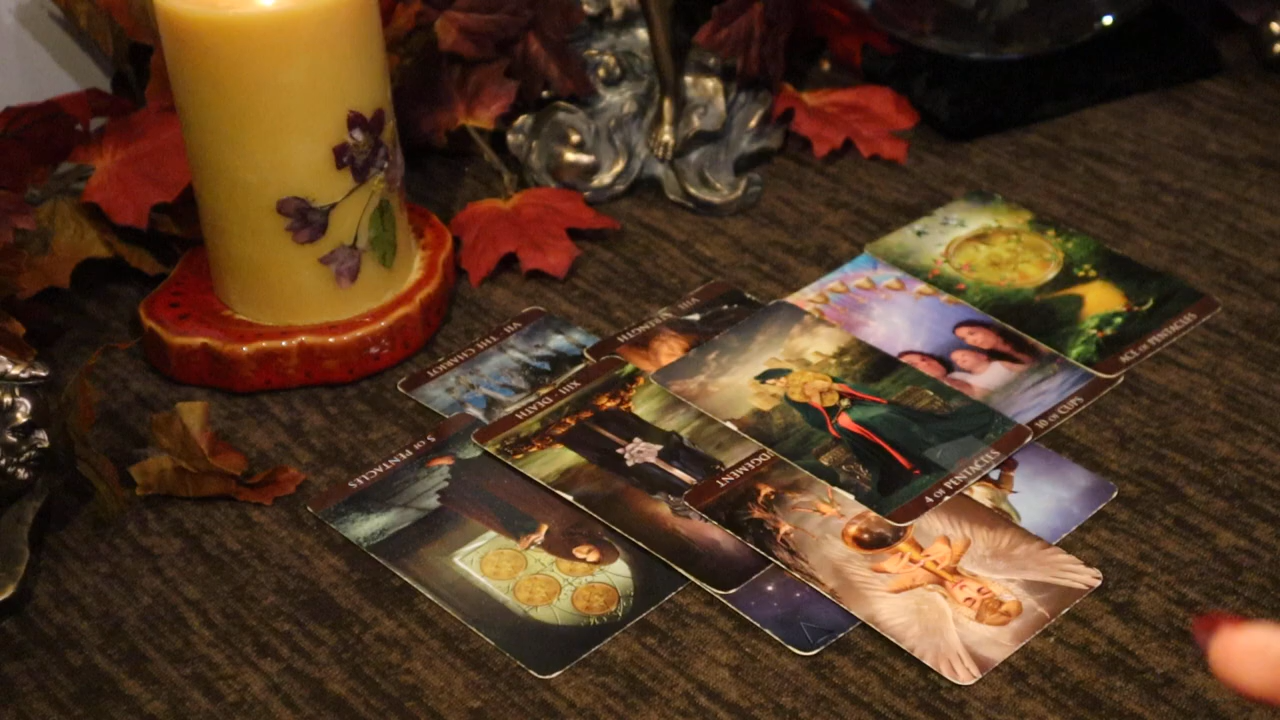 VII · THE CHARIOT
XIII · DEATH
5 OF PENTACLES
JUDGEMENT
4 OF PENTACLES
10 OF CUPS
ACE OF PENTACLES